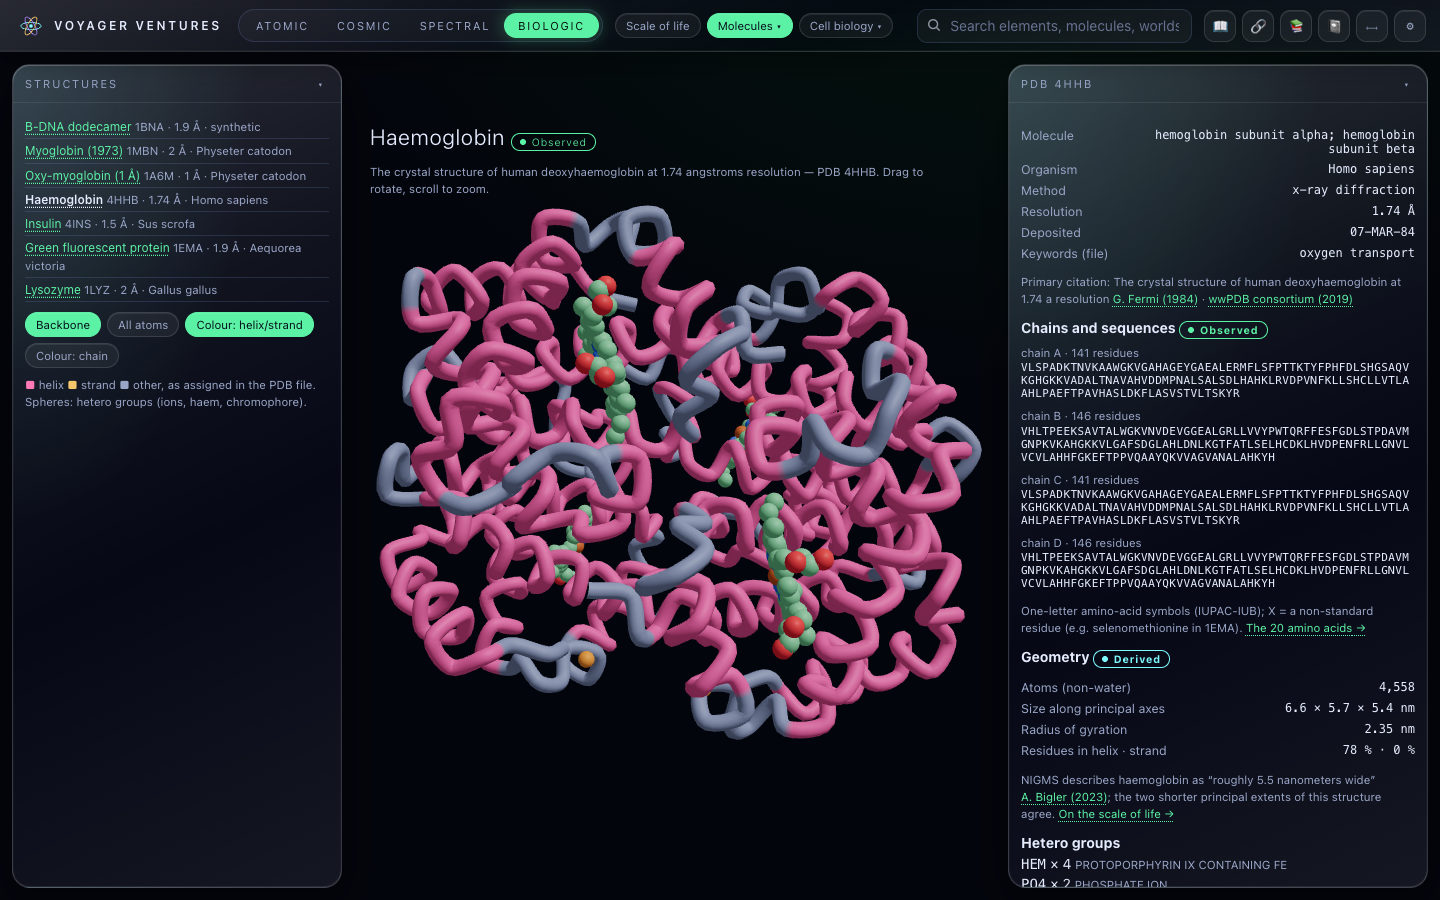 VOYAGER VENTURES
ATOMIC COSMIC SPECTRAL BIOLOGIC
Scale of life Molecules Cell biology
Search elements, molecules, worlds
STRUCTURES
B-DNA dodecamer 1BNA · 1.9 Å · synthetic
Myoglobin (1973) 1MBN · 2 Å · Physeter catodon
Oxy-myoglobin (1 Å) 1A6M · 1 Å · Physeter catodon
Haemoglobin 4HHB · 1.74 Å · Homo sapiens
Insulin 4INS · 1.5 Å · Sus scrofa
Green fluorescent protein 1EMA · 1.9 Å · Aequorea
victoria
Lysozyme 1LYZ · 2 Å · Gallus gallus
Backbone All atoms Colour: helix/strand
Colour: chain
helix strand other, as assigned in the PDB file.
Spheres: hetero groups (ions, haem, chromophore).
Haemoglobin Observed
The crystal structure of human deoxyhaemoglobin at 1.74 angstroms resolution — PDB 4HHB. Drag to
rotate, scroll to zoom.
PDB 4HHB
Molecule hemoglobin subunit alpha; hemoglobin
subunit beta
Organism Homo sapiens
Method x-ray diffraction
Resolution 1.74 Å
Deposited 07-MAR-84
Keywords (file) oxygen transport
Primary citation: The crystal structure of human deoxyhaemoglobin at
1.74 a resolution G. Fermi (1984) · wwPDB consortium (2019)
Chains and sequences Observed
chain A · 141 residues
VLSPADKTNVKAAWGKVGAHAGEYGAEALERMFLSFPTTKTYFPHFDLSHGSAQV
KGHGKKVADALTNAVAHVDDMPNALSALSDLHAHKLRVDPVNFKLLSHCLLVTLA
AHLPAEFTPAVHASLDKFLASVSTVLTSKYR
chain B · 146 residues
VHLTPEEKSAVTALWGKVNVDEVGGEALGRLLVVYPWTQRFFESFGDLSTPDAVM
GNPKVKAHGKKVLGAFSDGLAHLDNLKGTFATLSELHCDKLHVDPENFRLLGNVL
VCVLAHHFGKEFTPPVQAAYQKVVAGVANALAHKYH
chain C · 141 residues
VLSPADKTNVKAAWGKVGAHAGEYGAEALERMFLSFPTTKTYFPHFDLSHGSAQV
KGHGKKVADALTNAVAHVDDMPNALSALSDLHAHKLRVDPVNFKLLSHCLLVTLA
AHLPAEFTPAVHASLDKFLASVSTVLTSKYR
chain D · 146 residues
VHLTPEEKSAVTALWGKVNVDEVGGEALGRLLVVYPWTQRFFESFGDLSTPDAVM
GNPKVKAHGKKVLGAFSDGLAHLDNLKGTFATLSELHCDKLHVDPENFRLLGNVL
VCVLAHHFGKEFTPPVQAAYQKVVAGVANALAHKYH
One-letter amino-acid symbols (IUPAC-IUB); X = a non-standard
residue (e.g. selenomethionine in 1EMA). The 20 amino acids →
Geometry Derived
Atoms (non-water) 4,558
Size along principal axes 6.6 × 5.7 × 5.4 nm
Radius of gyration 2.35 nm
Residues in helix · strand 78 % · 0 %
NIGMS describes haemoglobin as “roughly 5.5 nanometers wide”
A. Bigler (2023); the two shorter principal extents of this structure
agree. On the scale of life →
Hetero groups
HEM × 4 PROTOPORPHYRIN IX CONTAINING FE
PO4 × 2 PHOSPHATE ION